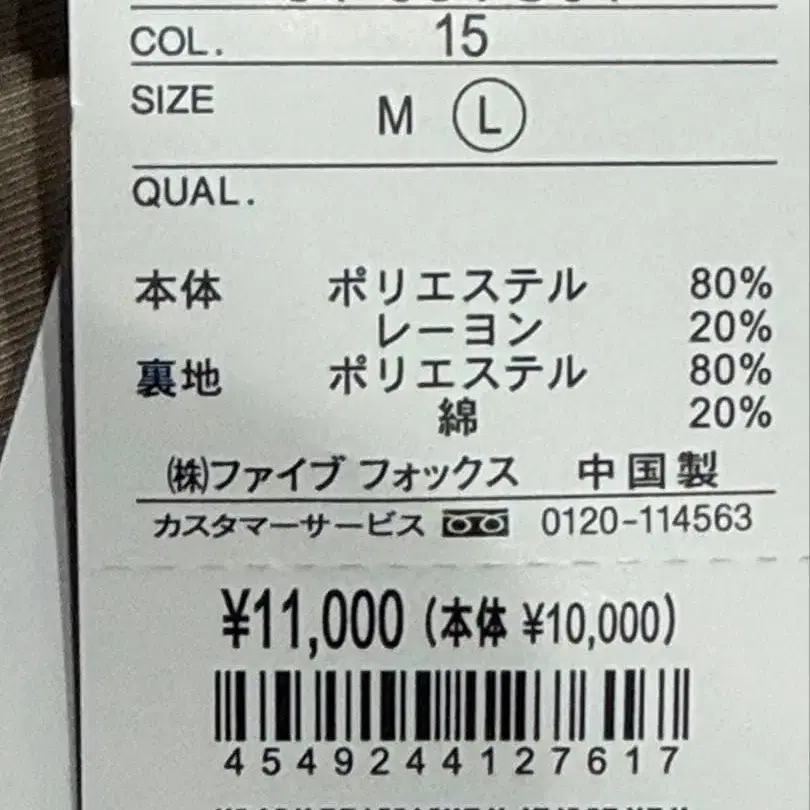 COL. 15
SIZE M L
QUAL.
本体 ポリエステル 80%
レーヨン 20%
裏地 ポリエステル 80%
綿 20%
㈱ファイブ フォックス 中国製
カスタマーサービス 0120-114563
¥11,000 (本体 ¥10,000)
4549244127617